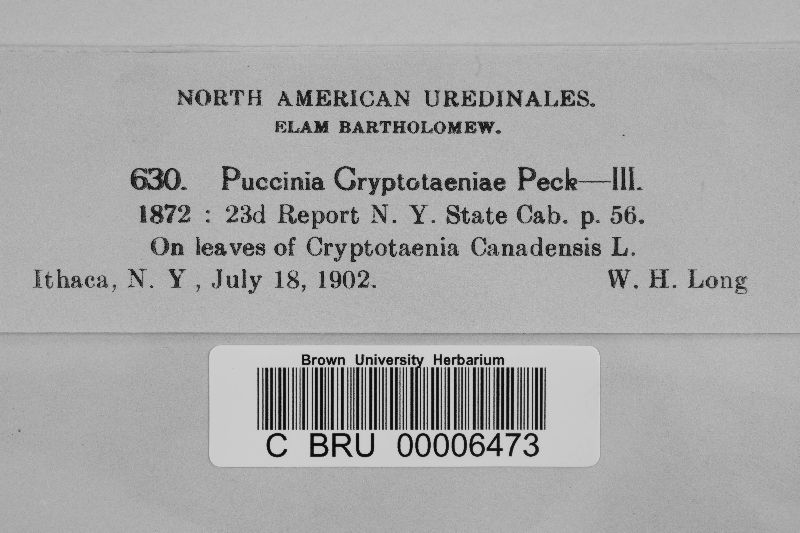 NORTH AMERICAN UREDINALES.
ELAM BARTHOLOMEW.
630. Puccinia Cryptotaeniae Peck—III.
1872 : 23d Report N. Y. State Cab. p. 56.
On leaves of Cryptotaenia Canadensis L.
Ithaca, N. Y , July 18, 1902. W. H. Long
Brown University Herbarium
C BRU 00006473